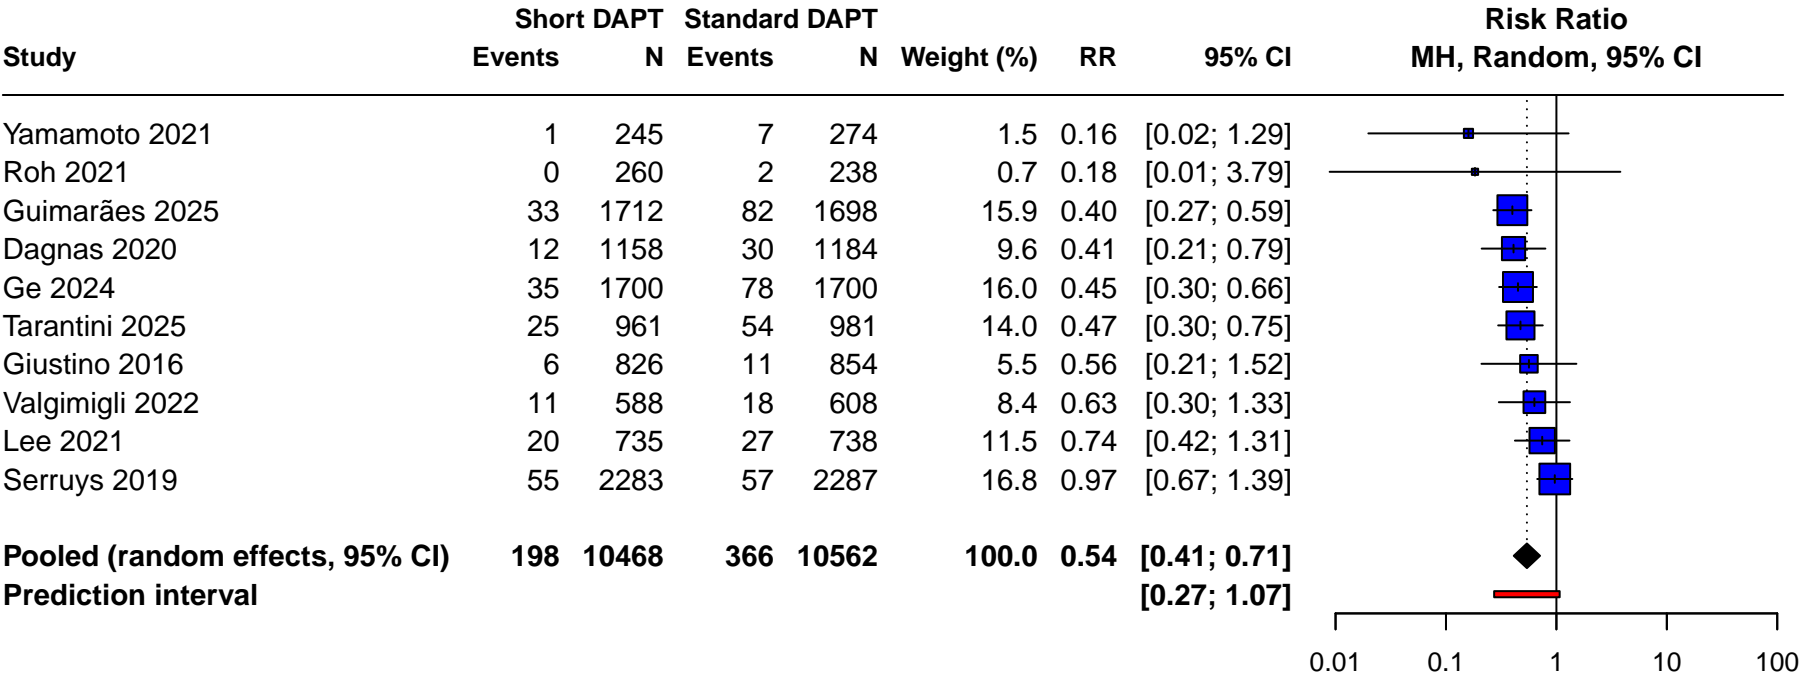 Short DAPT Standard DAPT Risk Ratio
Study Events N Events N Weight (%) RR 95% CI MH, Random, 95% CI
Yamamoto 2021 1 245 7 274 1.5 0.16 [0.02; 1.29]
Roh 2021 0 260 2 238 0.7 0.18 [0.01; 3.79]
Guimarães 2025 33 1712 82 1698 15.9 0.40 [0.27; 0.59]
Dagnas 2020 12 1158 30 1184 9.6 0.41 [0.21; 0.79]
Ge 2024 35 1700 78 1700 16.0 0.45 [0.30; 0.66]
Tarantini 2025 25 961 54 981 14.0 0.47 [0.30; 0.75]
Giustino 2016 6 826 11 854 5.5 0.56 [0.21; 1.52]
Valgimigli 2022 11 588 18 608 8.4 0.63 [0.30; 1.33]
Lee 2021 20 735 27 738 11.5 0.74 [0.42; 1.31]
Serruys 2019 55 2283 57 2287 16.8 0.97 [0.67; 1.39]
Pooled (random effects, 95% CI) 198 10468 366 10562 100.0 0.54 [0.41; 0.71]
Prediction interval [0.27; 1.07]
0.01 0.1 1 10 100